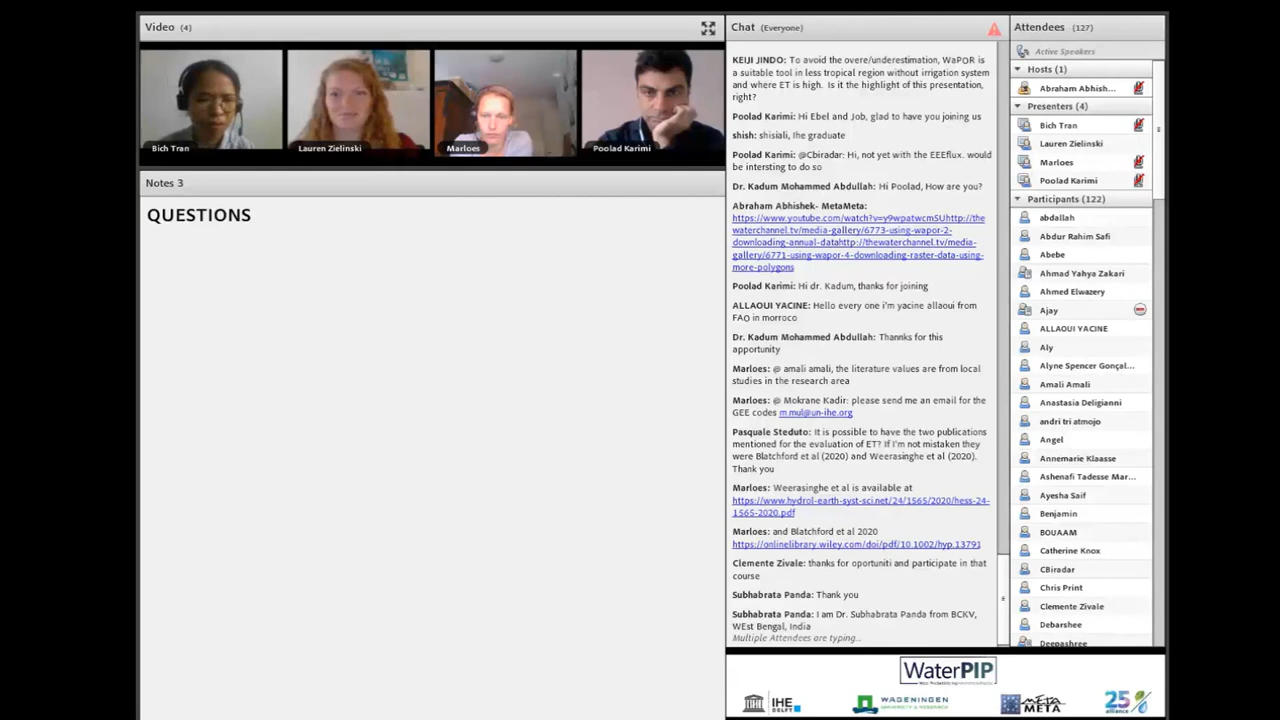 Video (4)
Bich Tran
Lauren Zielinski
Marloes
Poolad Karimi
Notes 3
QUESTIONS
Chat (Everyone)
KEIJI JINDO: To avoid the overe/underestimation, WaPOR is
a suitable tool in less tropical region without irrigation system
and where ET is high. Is it the highlight of this presentation,
right?
Poolad Karimi: Hi Ebel and Job, glad to have you joining us
shish: shisiali, Ihe graduate
Poolad Karimi: @Cbiradar: Hi, not yet with the EEEflux. would
be intersting to do so
Dr. Kadum Mohammed Abdullah: Hi Poolad, How are you?
Abraham Abhishek- MetaMeta:
https://www.youtube.com/watch?v=y9wpatwcmSUhttp://the
waterchannel.tv/media-gallery/6773-using-wapor-2-
downloading-annual-datahttp://thewaterchannel.tv/media-
gallery/6771-using-wapor-4-downloading-raster-data-using-
more-polygons
Poolad Karimi: Hi dr. Kadum, thanks for joining
ALLAOUI YACINE: Hello every one i'm yacine allaoui from
FAO in morroco
Dr. Kadum Mohammed Abdullah: Thannks for this
apportunity
Marloes: @ amali amali, the literature values are from local
studies in the research area
Marloes: @ Mokrane Kadir: please send me an email for the
GEE codes m.mul@un-ihe.org
Pasquale Steduto: It is possible to have the two publications
mentioned for the evaluation of ET? If I'm not mistaken they
were Blatchford et al (2020) and Weerasinghe et al (2020).
Thank you
Marloes: Weerasinghe et al is available at
https://www.hydrol-earth-syst-sci.net/24/1565/2020/hess-24-
1565-2020.pdf
Marloes: and Blatchford et al 2020
https://onlinelibrary.wiley.com/doi/pdf/10.1002/hyp.13791
Clemente Zivale: thanks for oportuniti and participate in that
course
Subhabrata Panda: Thank you
Subhabrata Panda: I am Dr. Subhabrata Panda from BCKV,
WEst Bengal, India
Multiple Attendees are typing..
Attendees (127)
Active Speakers
Hosts (1)
Abraham Abhish...
Presenters (4)
Bich Tran
Lauren Zielinski
Marloes
Poolad Karimi
Participants (122)
abdallah
Abdur Rahim Safi
Abebe
Ahmad Yahya Zakari
Ahmed Elwazery
Ajay
ALLAOUI YACINE
Aly
Alyne Spencer Gonçal...
Amali Amali
Anastasia Deligianni
andri tri atmojo
Angel
Annemarie Klaasse
Ashenafi Tadesse Mar...
Ayesha Saif
Benjamin
BOUAAM
Catherine Knox
CBiradar
Chris Print
Clemente Zivale
Debarshee
Deepashree
WaterPIP
IHE
DELFT
WAGENINGEN
UNIVERSITY & RESEARCH
META
META
25
alliance